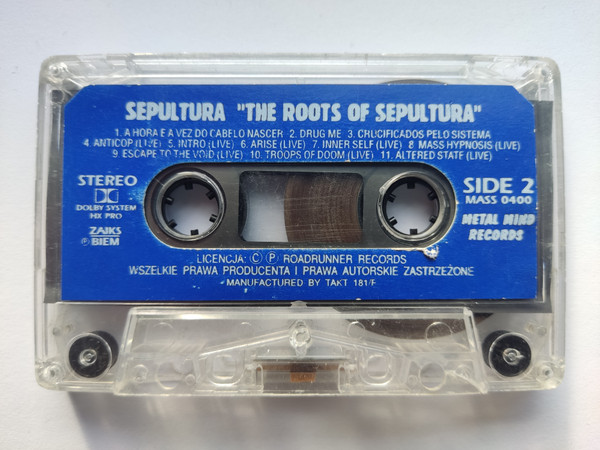 SEPULTURA "THE ROOTS OF SEPULTURA"
1. A HORA E A VEZ DO CABELO NASCER 2. DRUG ME 3. CRUCIFICADOS PELO SISTEMA
4. ANTICOP (LIVE) 5. INTRO (LIVE) 6. ARISE (LIVE) 7. INNER SELF (LIVE) 8 MASS HYPNOSIS (LIVE)
9. ESCAPE TO THE VOID (LIVE) 10. TROOPS OF DOOM (LIVE) 11. ALTERED STATE (LIVE)
STEREO
DOLBY SYSTEM
HX PRO
ZAIKS
℗ BIEM
SIDE 2
MASS 0400
METAL MIND
RECORDS
LICENCJA: © ℗ ROADRUNNER RECORDS
WSZELKIE PRAWA PRODUCENTA I PRAWA AUTORSKIE ZASTRZEŻONE
MANUFACTURED BY TAKT 181/F